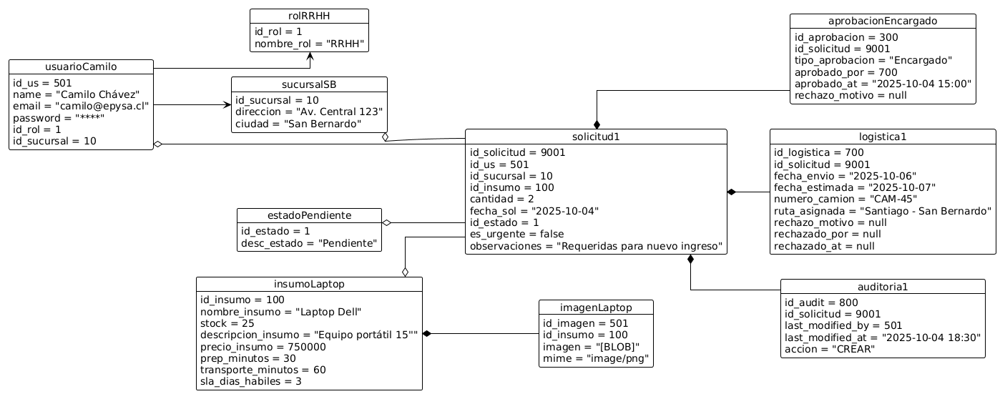 rolRRHH
id_rol = 1
nombre_rol = "RRHH"
usuarioCamilo
id_us = 501
name = "Camilo Chávez"
email = "camilo@epysa.cl"
password = "****"
id_rol = 1
id_sucursal = 10
sucursalSB
id_sucursal = 10
direccion = "Av. Central 123"
ciudad = "San Bernardo"
aprobacionEncargado
id_aprobacion = 300
id_solicitud = 9001
tipo_aprobacion = "Encargado"
aprobado_por = 700
aprobado_at = "2025-10-04 15:00"
rechazo_motivo = null
solicitud1
id_solicitud = 9001
id_us = 501
id_sucursal = 10
id_insumo = 100
cantidad = 2
fecha_sol = "2025-10-04"
id_estado = 1
es_urgente = false
observaciones = "Requeridas para nuevo ingreso"
logistica1
id_logistica = 700
id_solicitud = 9001
fecha_envio = "2025-10-06"
fecha_estimada = "2025-10-07"
numero_camion = "CAM-45"
ruta_asignada = "Santiago - San Bernardo"
rechazo_motivo = null
rechazado_por = null
rechazado_at = null
estadoPendiente
id_estado = 1
desc_estado = "Pendiente"
insumoLaptop
id_insumo = 100
nombre_insumo = "Laptop Dell"
stock = 25
descripcion_insumo = "Equipo portátil 15""
precio_insumo = 750000
prep_minutos = 30
transporte_minutos = 60
sla_dias_habiles = 3
imagenLaptop
id_imagen = 501
id_insumo = 100
imagen = "[BLOB]"
mime = "image/png"
auditoria1
id_audit = 800
id_solicitud = 9001
last_modified_by = 501
last_modified_at = "2025-10-04 18:30"
accion = "CREAR"